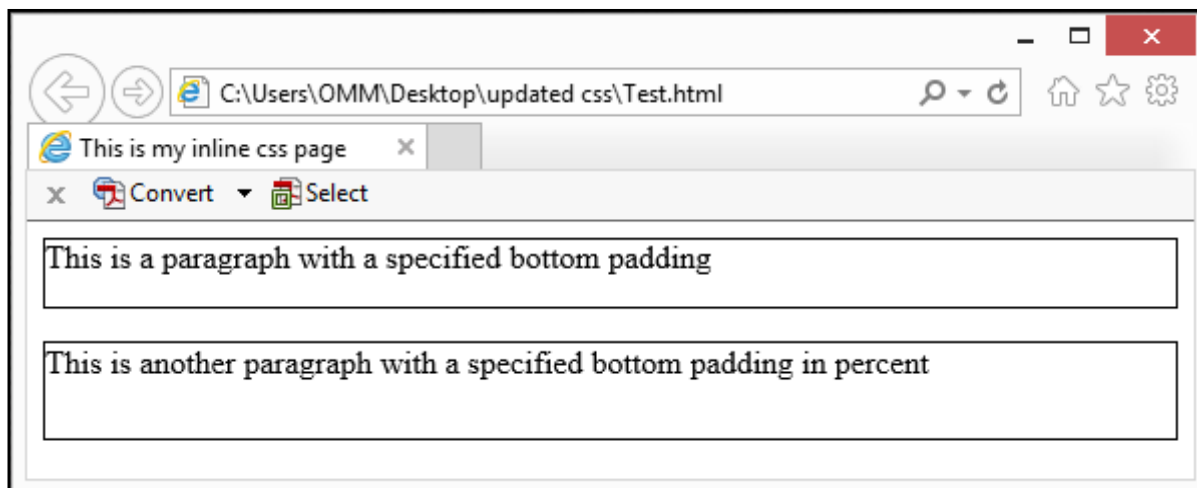 C:\Users\OMM\Desktop\updated css\Test.html
This is my inline css page
Convert Select
This is a paragraph with a specified bottom padding
This is another paragraph with a specified bottom padding in percent